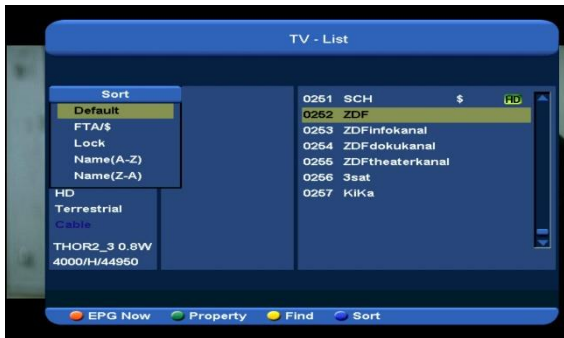 TV - List
Sort
Default
FTA/$
Lock
Name(A-Z)
Name(Z-A)
HD
Terrestrial
Cable
THOR2_3 0.8W
4000/H/44950
0251 SCH $ HD
0252 ZDF
0253 ZDFinfokanal
0254 ZDFdokukanal
0255 ZDFtheaterkanal
0256 3sat
0257 KiKa
EPG Now Property Find Sort